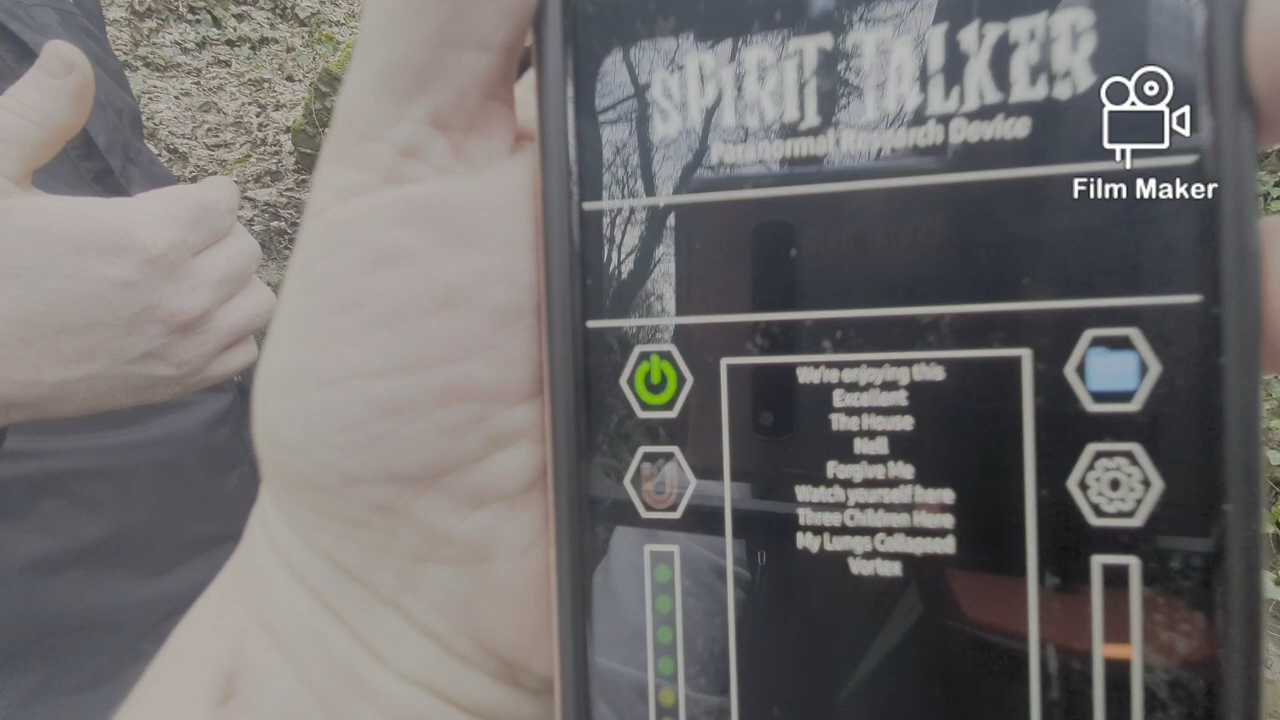 SPIRIT TALKER
Paranormal Research Device
Film Maker
We're enjoying this
Excellent
The House
Hell
Forgive Me
Watch yourself here
Three Children Here
My Lungs Collapsed
Vortex